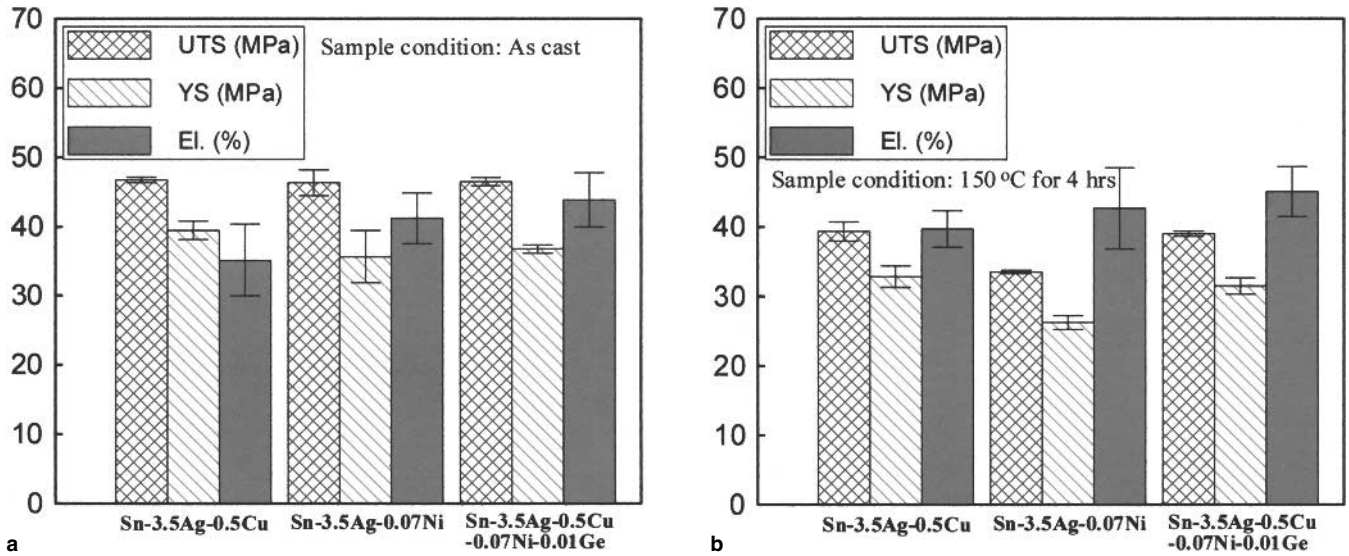 70
60
50
40
30
20
10
0
UTS (MPa)
YS (MPa)
El. (%)
Sample condition: As cast
Sn-3.5Ag-0.5Cu
Sn-3.5Ag-0.07Ni
Sn-3.5Ag-0.5Cu
-0.07Ni-0.01Ge
a
70
60
50
40
30
20
10
0
UTS (MPa)
YS (MPa)
El. (%)
Sample condition: 150 °C for 4 hrs
Sn-3.5Ag-0.5Cu
Sn-3.5Ag-0.07Ni
Sn-3.5Ag-0.5Cu
-0.07Ni-0.01Ge
b